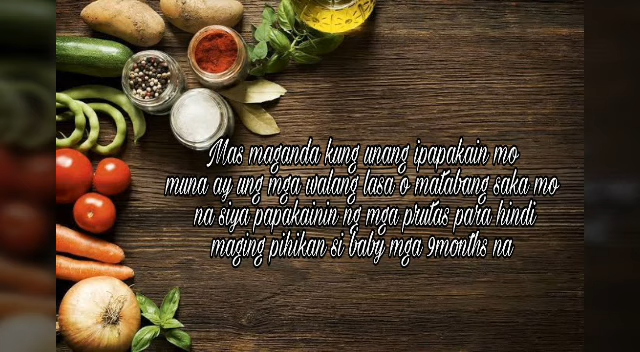 Mas maganda kung unang ipapakain mo
muna ay ung mga walang lasa o matabang saka mo
na siya papakainin ng mga prutas para hindi
maging pihikan si baby mga 9months na